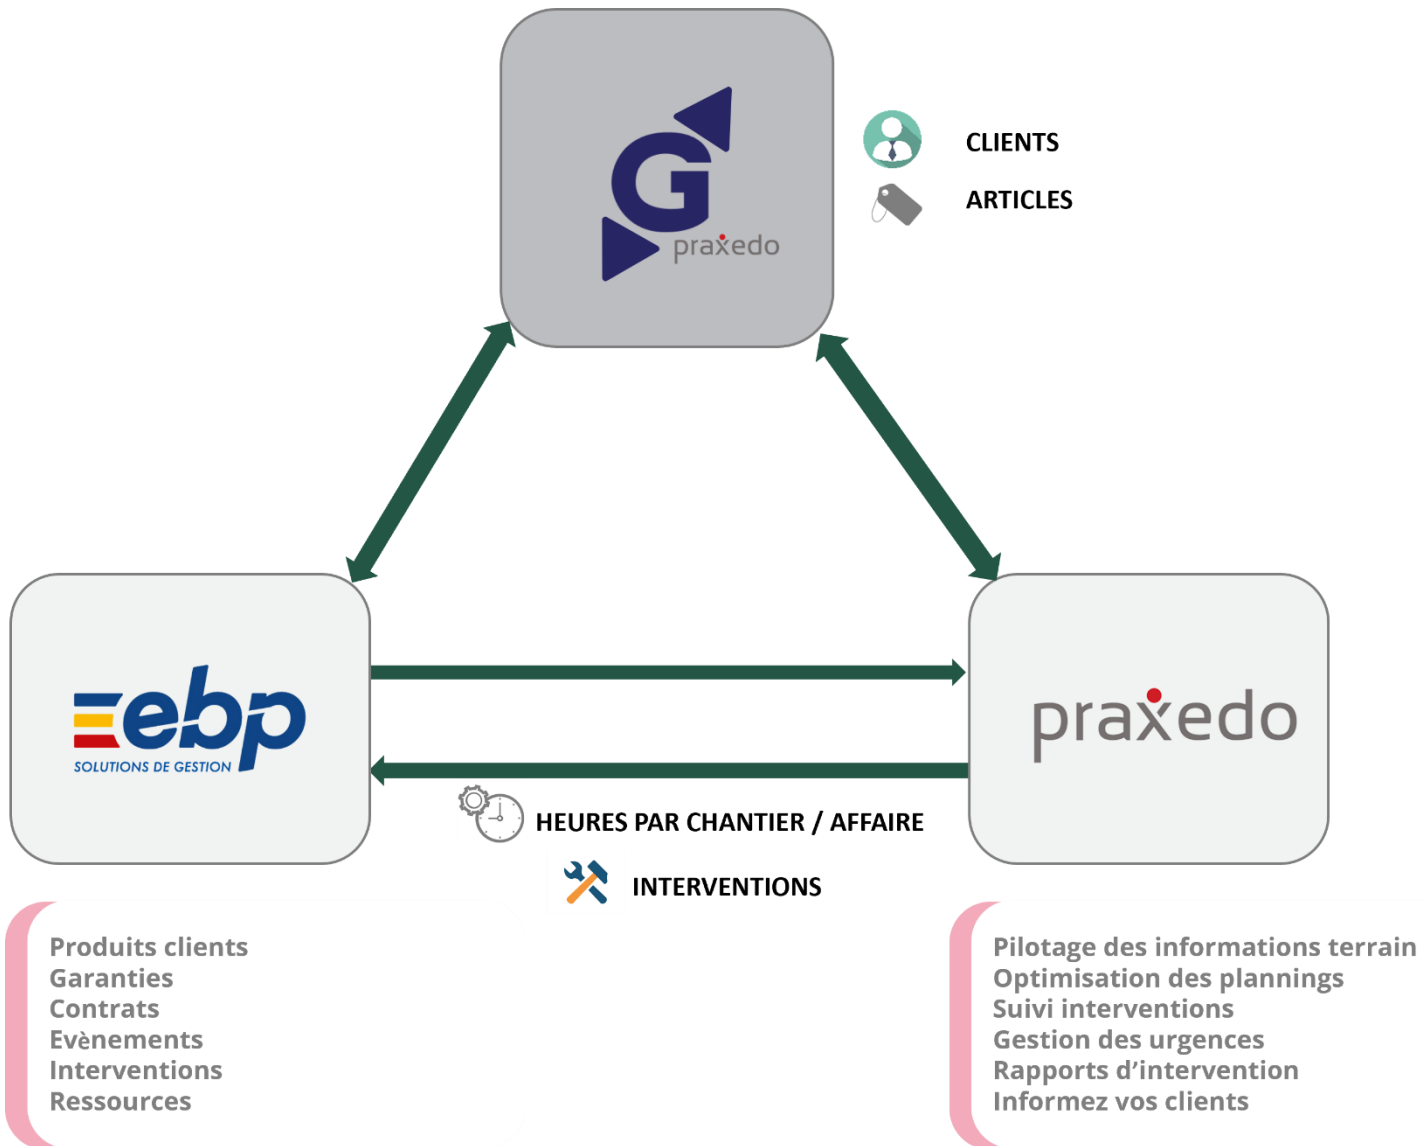 G
praxedo
CLIENTS
ARTICLES
ebp
SOLUTIONS DE GESTION
praxedo
HEURES PAR CHANTIER / AFFAIRE
INTERVENTIONS
Produits clients
Garanties
Contrats
Evènements
Interventions
Ressources
Pilotage des informations terrain
Optimisation des plannings
Suivi interventions
Gestion des urgences
Rapports d’intervention
Informez vos clients